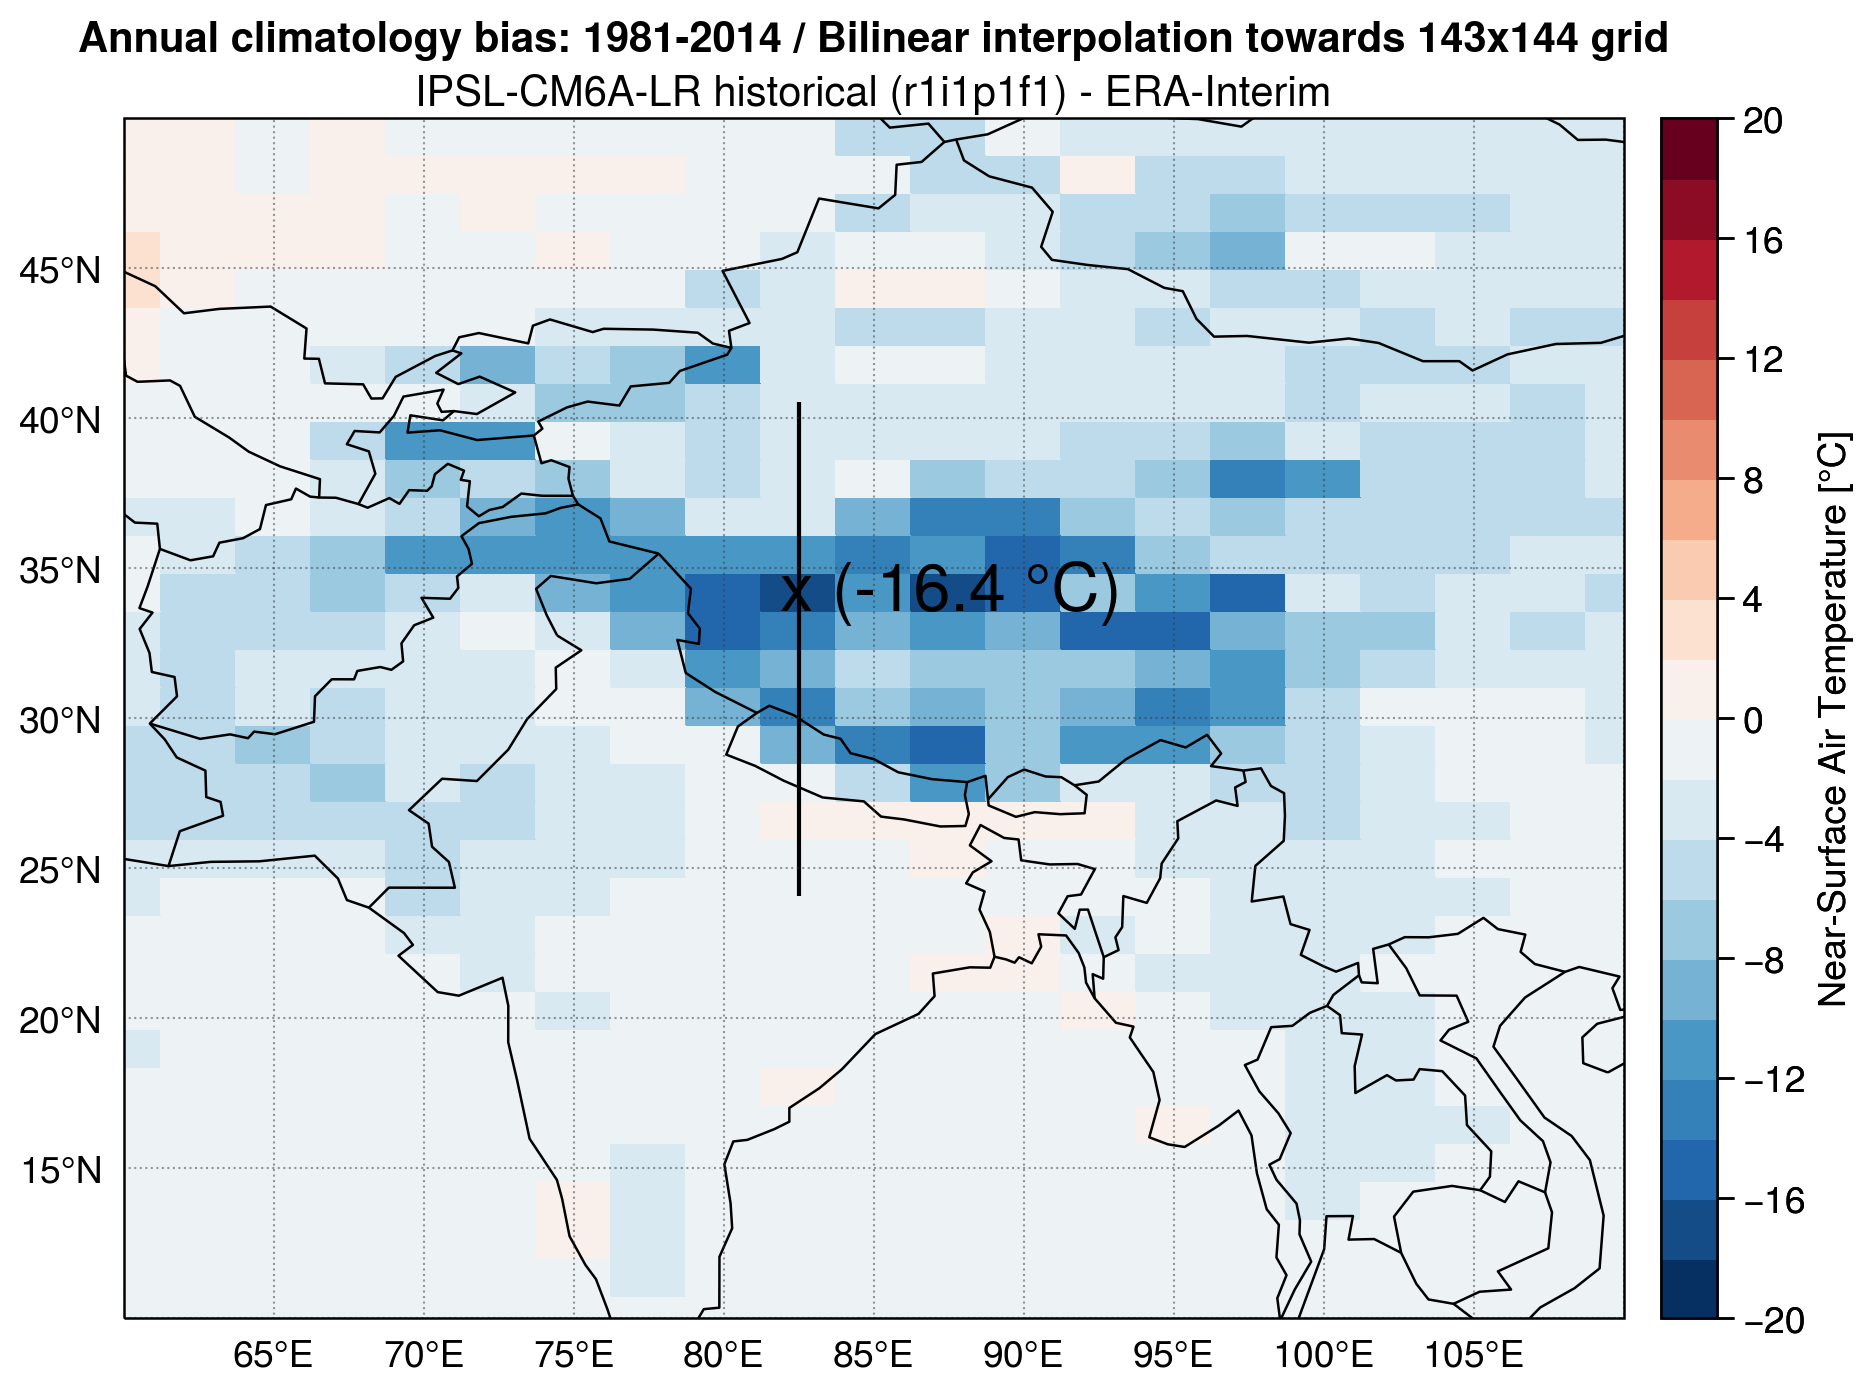 Annual climatology bias: 1981-2014 / Bilinear interpolation towards 143x144 grid
IPSL-CM6A-LR historical (r1i1p1f1) - ERA-Interim
45°N
40°N
35°N
30°N
25°N
20°N
15°N
x (-16.4 °C)
65°E 70°E 75°E 80°E 85°E 90°E 95°E 100°E 105°E
20
16
12
8
4
0
−4
−8
−12
−16
−20
Near-Surface Air Temperature [°C]